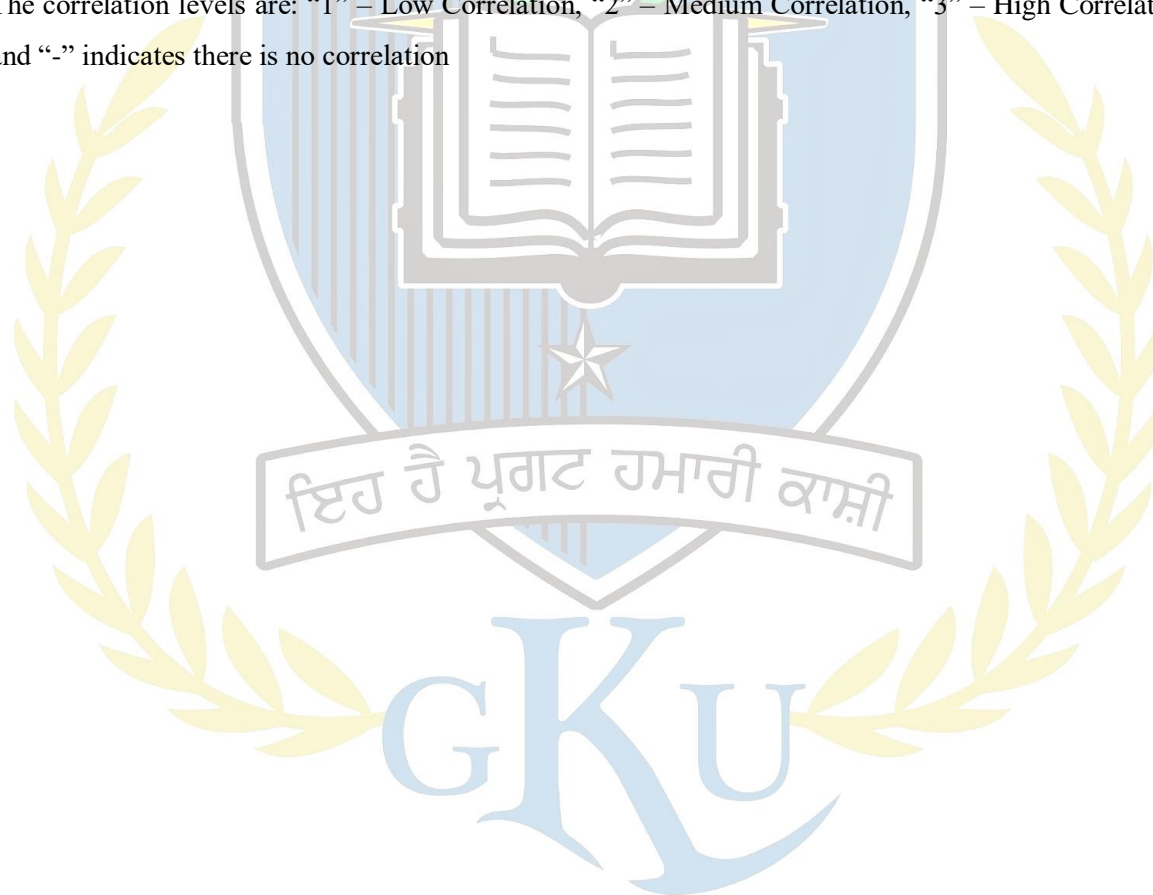 The correlation levels are: “1” – Low Correlation, “2” – Medium Correlation, “3” – High
and “-” indicates there is no correlation
ਇਹ ਹੈ ਪ੍ਰਗਟ ਹਮਾਰੀ ਕਾਸ਼ੀ
GKU